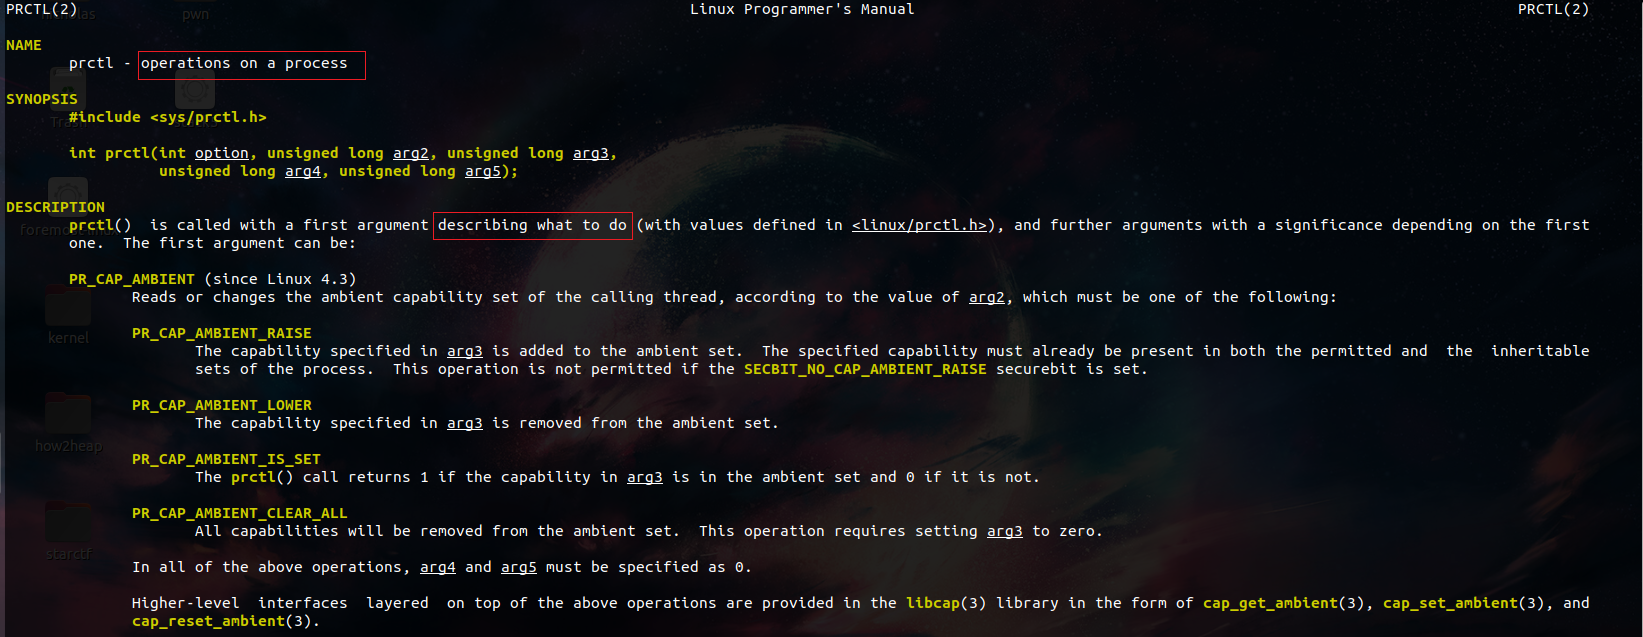 PRCTL(2) Linux Programmer's Manual PRCTL(2)
pwn
NAME
prctl - operations on a process
SYNOPSIS
#include <sys/prctl.h>
Trash
int prctl(int option, unsigned long arg2, unsigned long arg3,
unsigned long arg4, unsigned long arg5);
DESCRIPTION
prctl()  is called with a first argument describing what to do (with values defined in <linux/prctl.h>), and further arguments with a significance depending on the first
one.  The first argument can be:
PR_CAP_AMBIENT (since Linux 4.3)
Reads or changes the ambient capability set of the calling thread, according to the value of arg2, which must be one of the following:
PR_CAP_AMBIENT_RAISE
kernel
The capability specified in arg3 is added to the ambient set.  The specified capability must already be present in both the permitted and  the  inheritable
sets of the process.  This operation is not permitted if the SECBIT_NO_CAP_AMBIENT_RAISE securebit is set.
PR_CAP_AMBIENT_LOWER
The capability specified in arg3 is removed from the ambient set.
how2heap
PR_CAP_AMBIENT_IS_SET
The prctl() call returns 1 if the capability in arg3 is in the ambient set and 0 if it is not.
PR_CAP_AMBIENT_CLEAR_ALL
All capabilities will be removed from the ambient set.  This operation requires setting arg3 to zero.
starctf
In all of the above operations, arg4 and arg5 must be specified as 0.
Higher-level  interfaces  layered  on top of the above operations are provided in the libcap(3) library in the form of cap_get_ambient(3), cap_set_ambient(3), and
cap_reset_ambient(3).